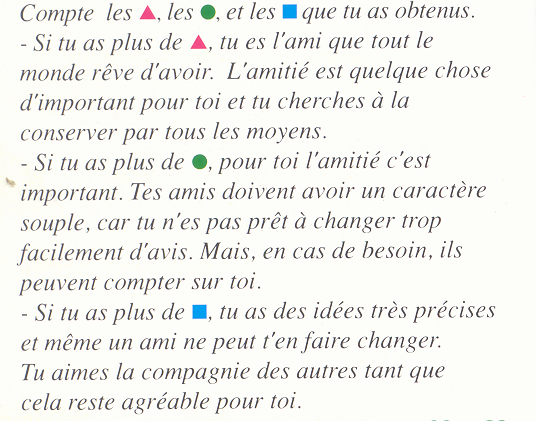 Compte les ▲, les ●, et les ■ que tu as obtenus.
- Si tu as plus de ▲, tu es l'ami que tout le
monde rêve d'avoir. L'amitié est quelque chose
d'important pour toi et tu cherches à la
conserver par tous les moyens.
- Si tu as plus de ●, pour toi l'amitié c'est
important. Tes amis doivent avoir un caractère
souple, car tu n'es pas prêt à changer trop
facilement d'avis. Mais, en cas de besoin, ils
peuvent compter sur toi.
- Si tu as plus de ■, tu as des idées très précises
et même un ami ne peut t'en faire changer.
Tu aimes la compagnie des autres tant que
cela reste agréable pour toi.